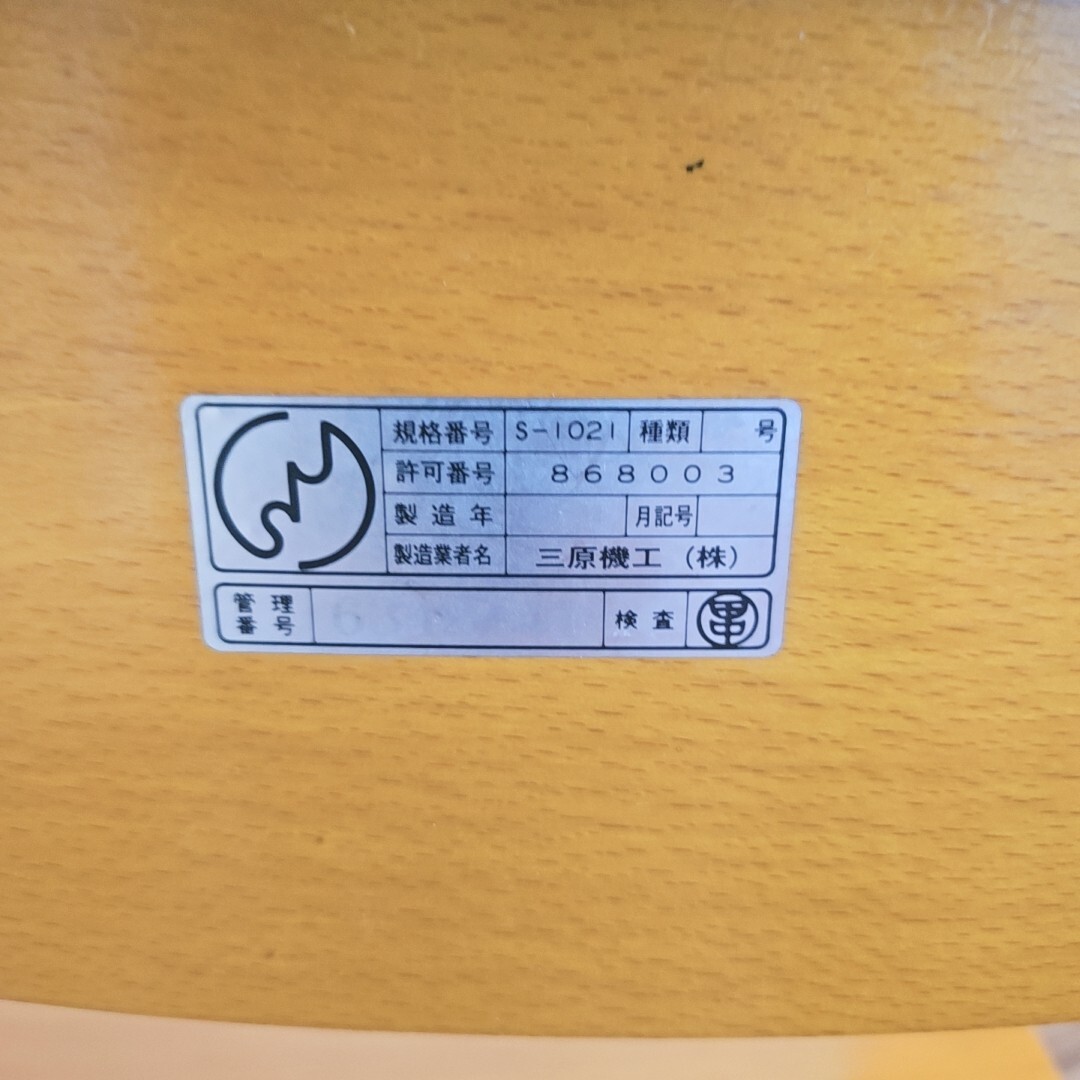 規格番号 S-1021 種類 号
許可番号 868003
製造年 月記号
製造業者名 三原機工(株)
管理番号 検査